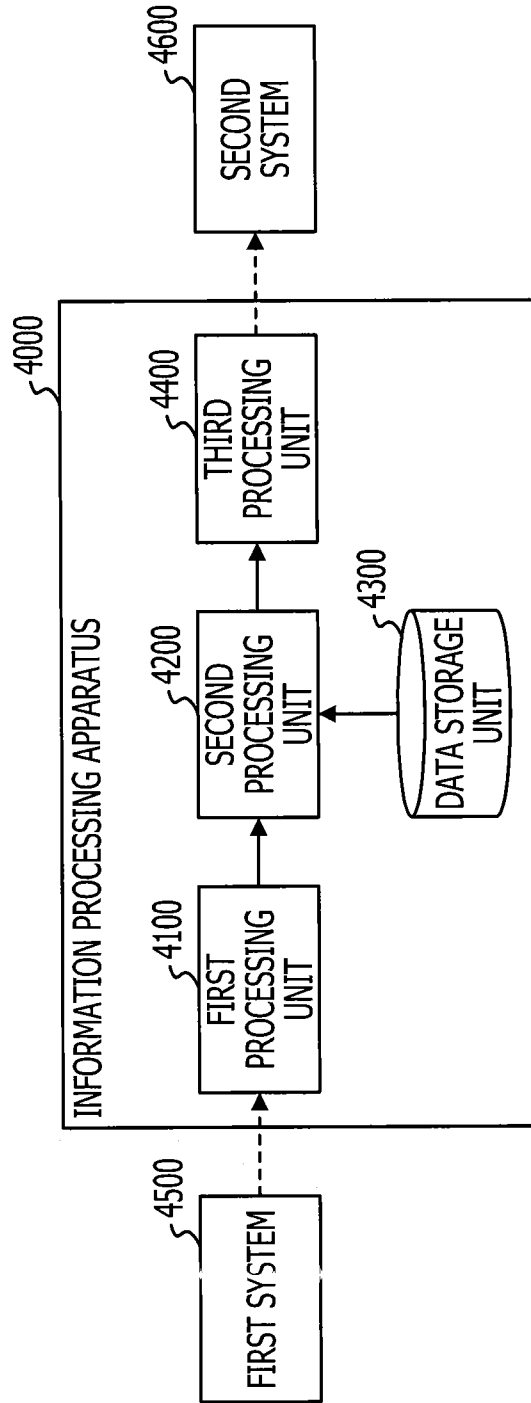 INFORMATION PROCESSING APPARATUS
4000
4500
FIRST SYSTEM
4100
FIRST
PROCESSING
UNIT
4200
SECOND
PROCESSING
UNIT
4300
DATA STORAGE
UNIT
4400
THIRD
PROCESSING
UNIT
4600
SECOND
SYSTEM